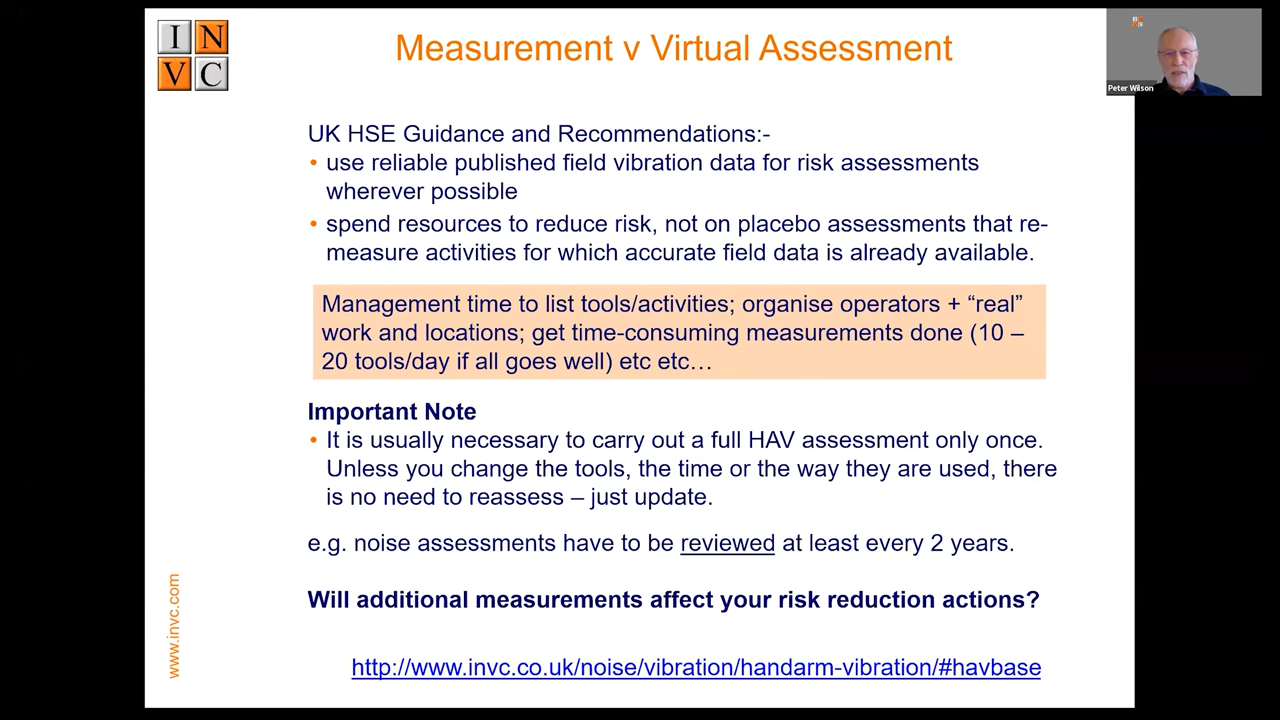 I N
V C
Measurement v Virtual Assessment
Peter Wilson
UK HSE Guidance and Recommendations:-
• use reliable published field vibration data for risk assessments
wherever possible
• spend resources to reduce risk, not on placebo assessments that re-
measure activities for which accurate field data is already available.
Management time to list tools/activities; organise operators + “real”
work and locations; get time-consuming measurements done (10 –
20 tools/day if all goes well) etc etc…
Important Note
• It is usually necessary to carry out a full HAV assessment only once.
Unless you change the tools, the time or the way they are used, there
is no need to reassess – just update.
e.g. noise assessments have to be reviewed at least every 2 years.
Will additional measurements affect your risk reduction actions?
http://www.invc.co.uk/noise/vibration/handarm-vibration/#havbase
www.invc.com